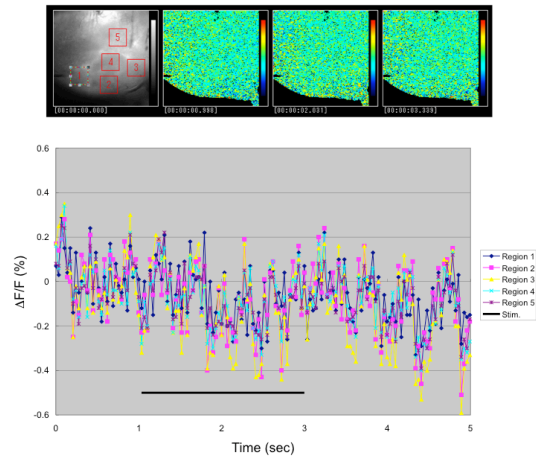 5
4
3
[00:00:00.000]
[00:00:00.998]
[00:00:02.031]
[00:00:03.339]
0.6
0.4
0.2
0
-0.2
-0.4
-0.6
ΔF/F (%)
0 1 2 3 4 5
Time (sec)
Region 1
Region 2
Region 3
Region 4
Region 5
Stim.